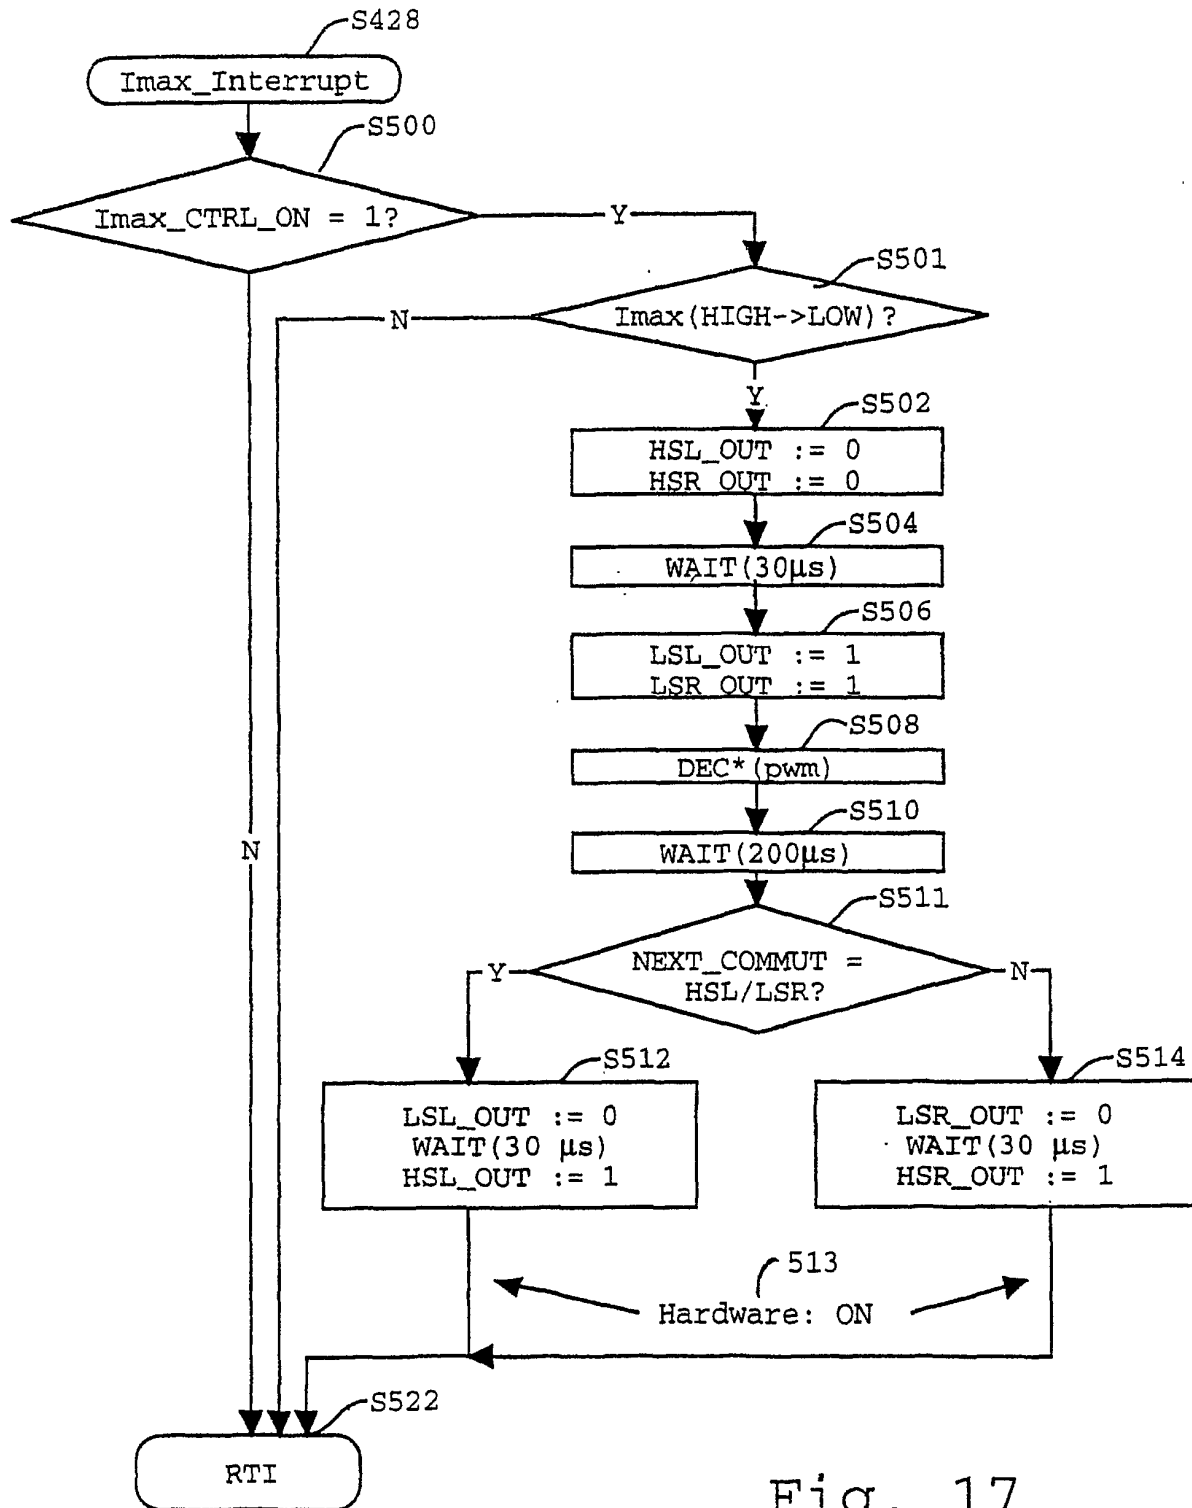 S428
Imax_Interrupt
S500
Imax_CTRL_ON = 1?
Y
S501
Imax(HIGH->LOW)?
N
Y
S502
HSL_OUT := 0
HSR_OUT := 0
S504
WAIT(30µs)
S506
LSL_OUT := 1
LSR_OUT := 1
S508
DEC*(pwm)
S510
WAIT(200µs)
N
S511
NEXT_COMMUT =
HSL/LSR?
Y
N
S512
LSL_OUT := 0
WAIT(30 µs)
HSL_OUT := 1
S514
LSR_OUT := 0
WAIT(30 µs)
HSR_OUT := 1
513
Hardware: ON
S522
RTI
Fig. 17